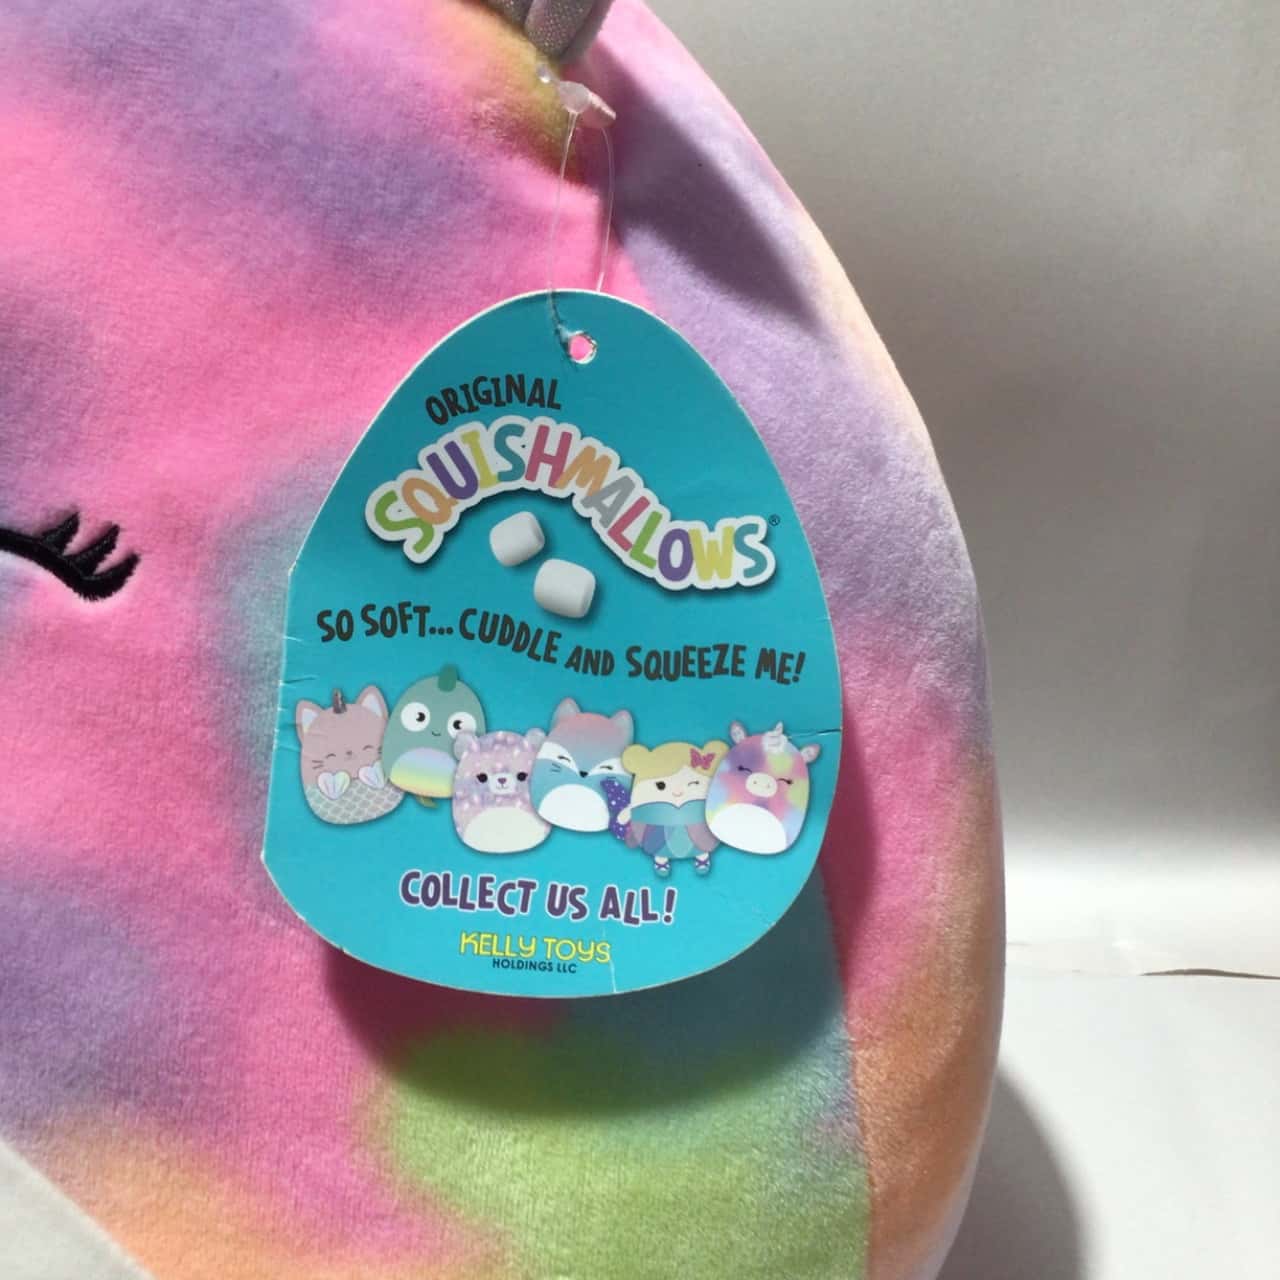 ORIGINAL
SQUISHMALLOWS®
SO SOFT... CUDDLE AND SQUEEZE ME!
COLLECT US ALL!
KELLY TOYS
HOLDINGS LLC